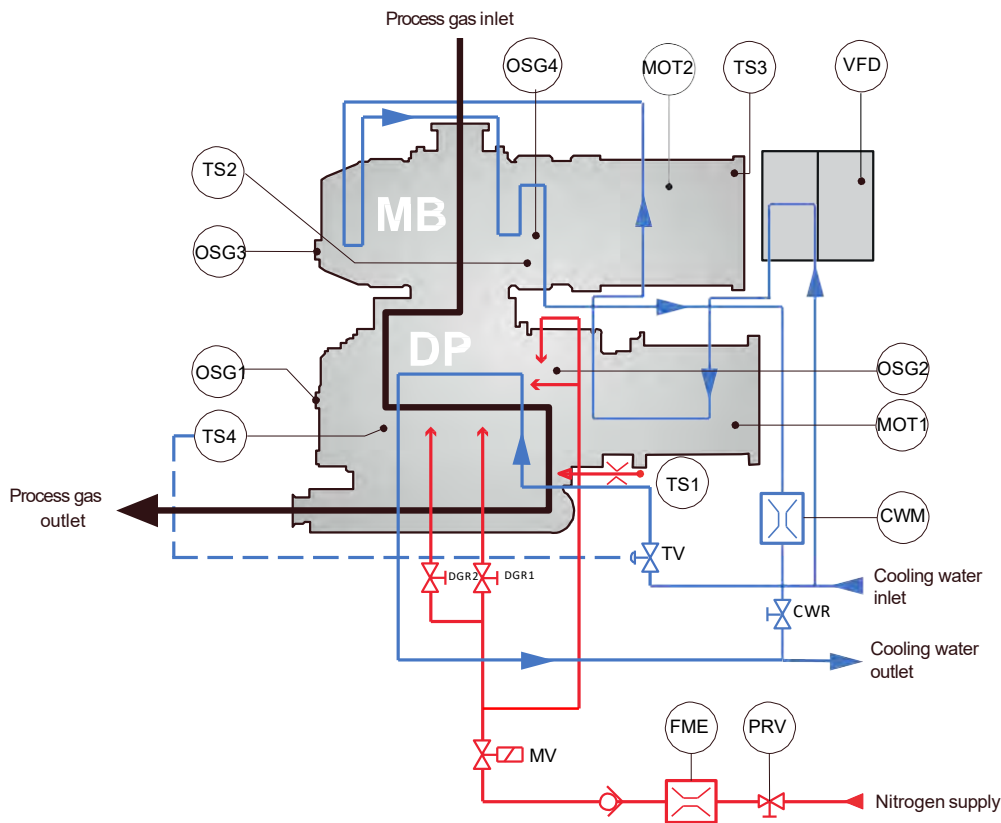 Process gas inlet
OSG4
MOT2
TS3
VFD
TS2
MB
OSG3
DP
OSG1
OSG2
TS4
MOT1
TS1
Process gas
outlet
CWM
TV
DGR2
DGR1
Cooling water
inlet
CWR
Cooling water
outlet
FME
PRV
MV
Nitrogen supply